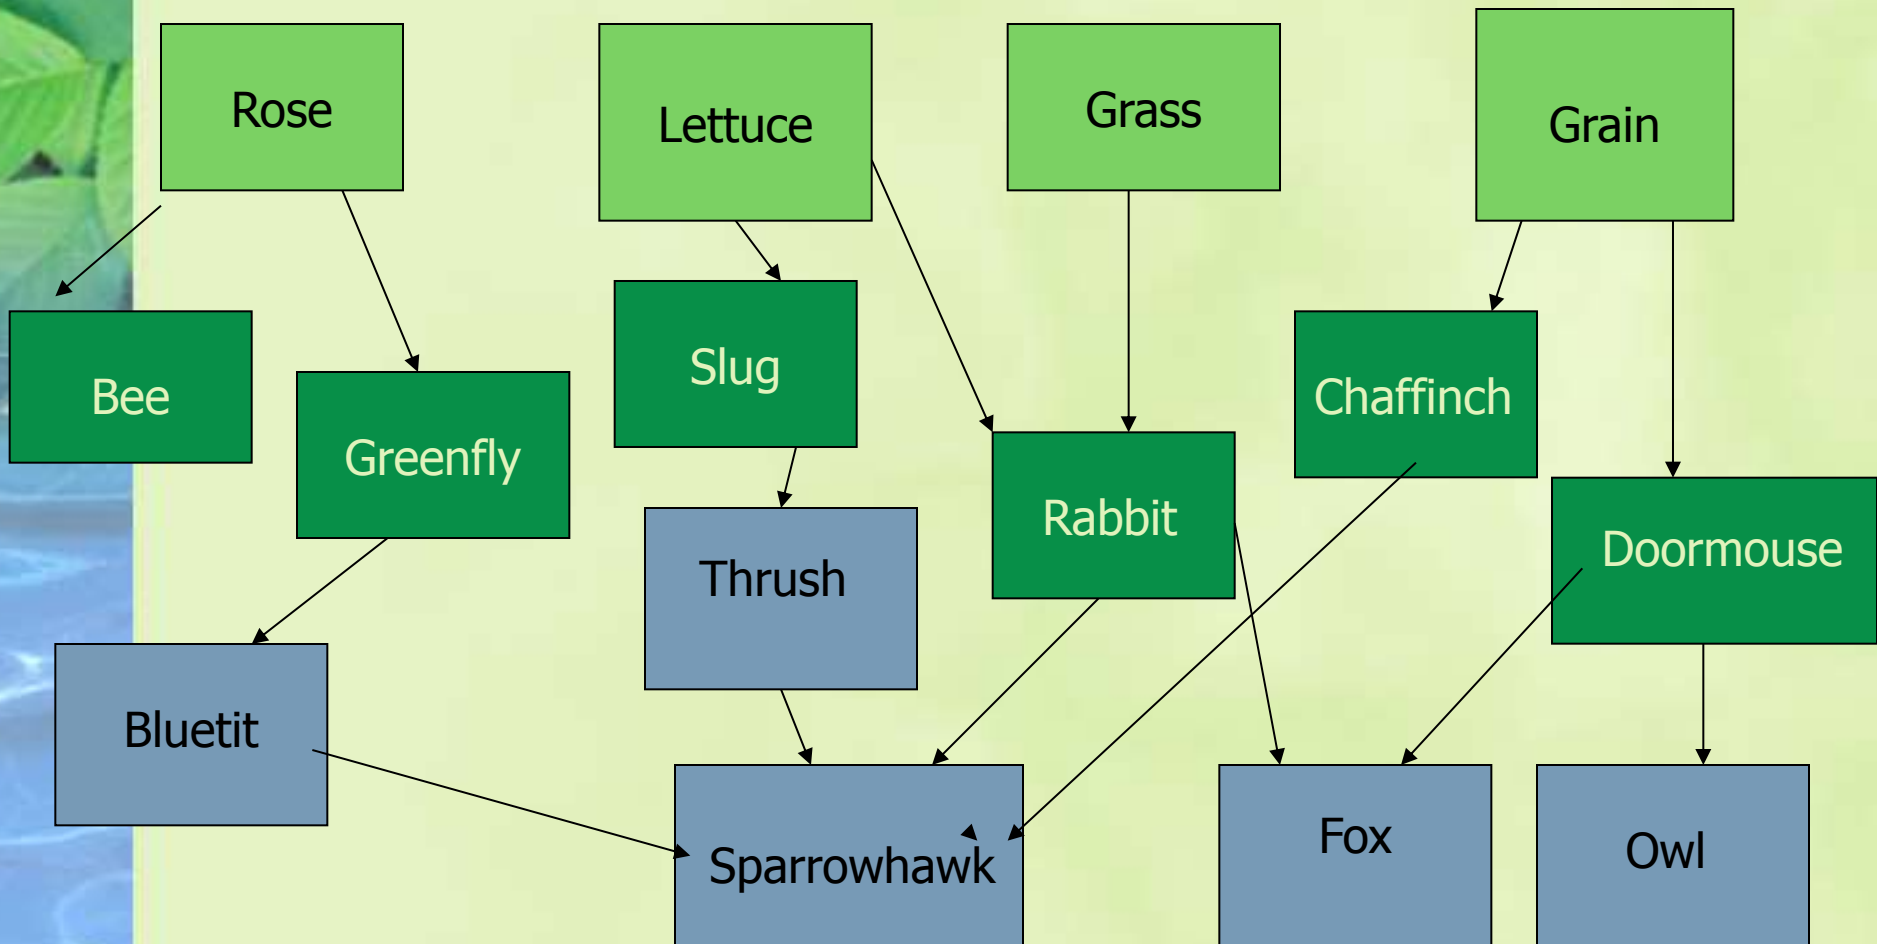 Rose
Lettuce
Grass
Grain
Bee
Greenfly
Slug
Chaffinch
Rabbit
Doormouse
Thrush
Bluetit
Sparrowhawk
Fox
Owl